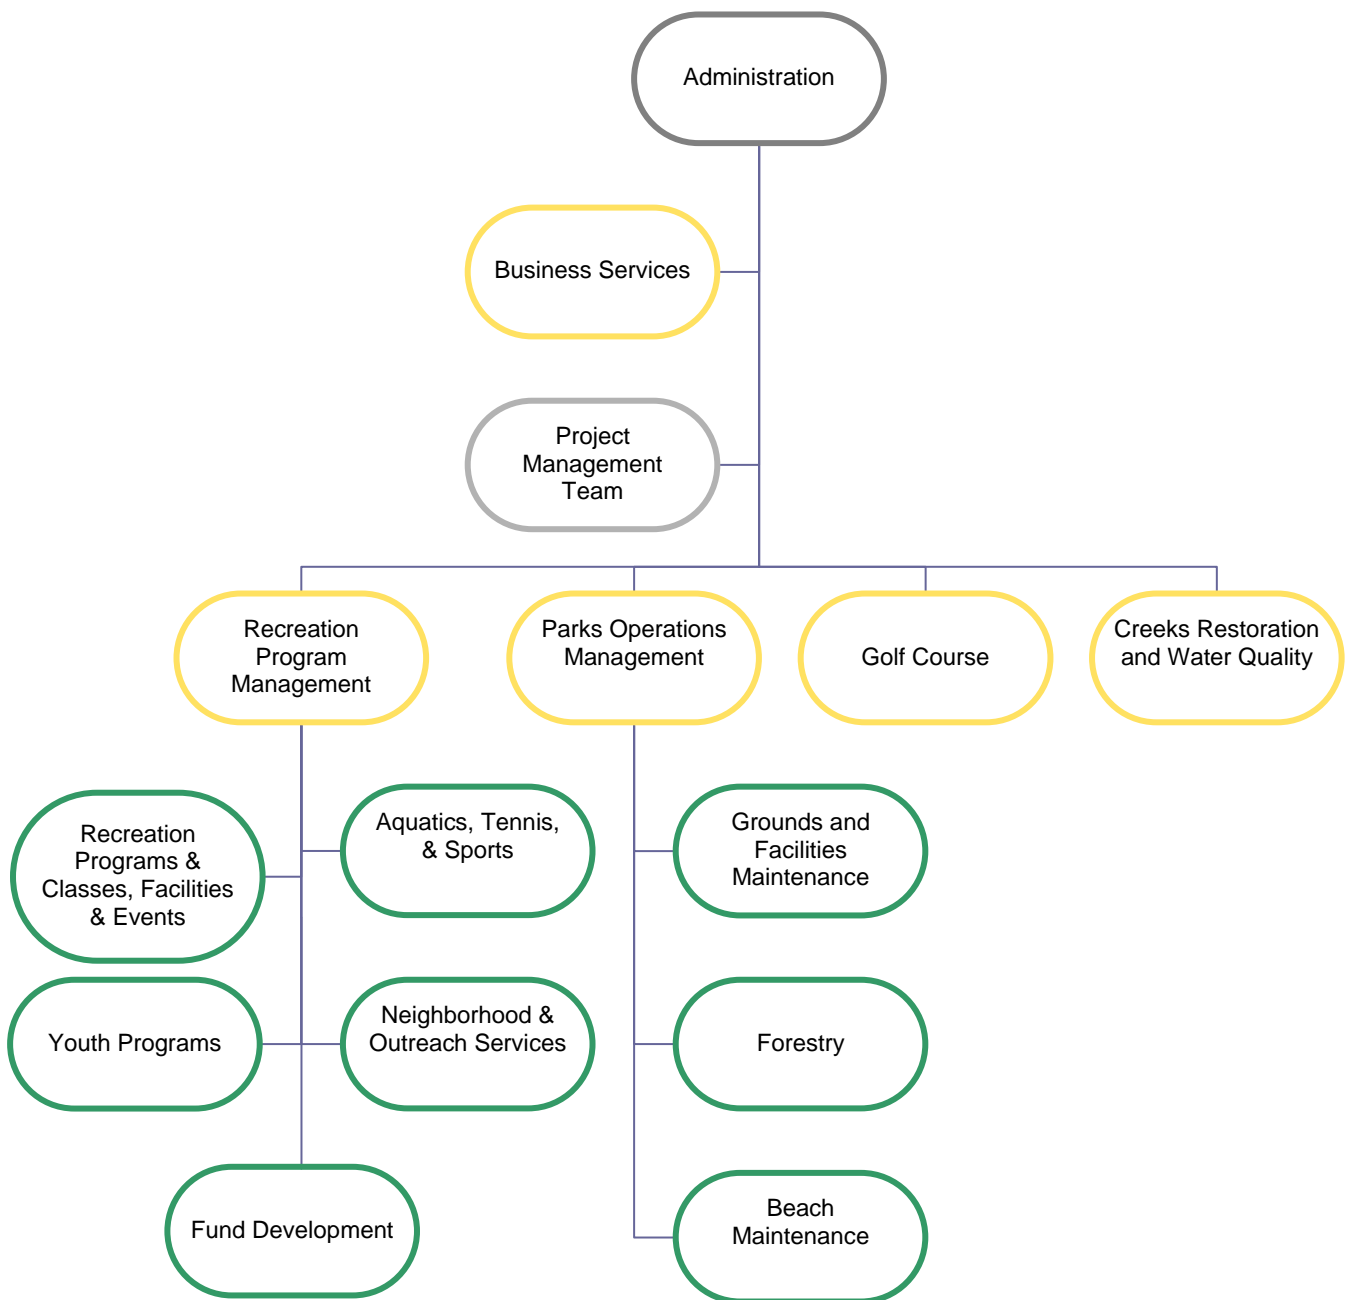 Administration
Business Services
Project
Management
Team
Recreation
Program
Management
Parks Operations
Management
Golf Course
Creeks Restoration
and Water Quality
Recreation
Programs &
Classes, Facilities
& Events
Aquatics, Tennis,
& Sports
Grounds and
Facilities
Maintenance
Youth Programs
Neighborhood &
Outreach Services
Forestry
Fund Development
Beach
Maintenance